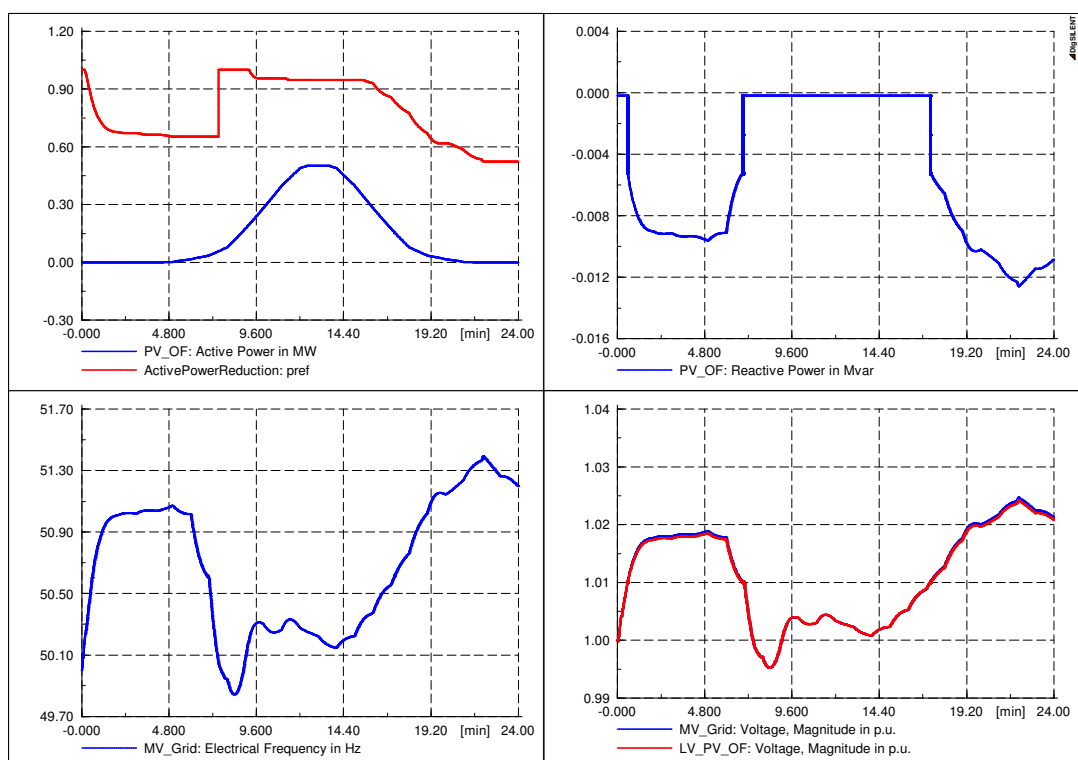 1.20
0.90
0.60
0.30
0.00
-0.30
-0.000 4.800 9.600 14.40 19.20 [min] 24.00
PV_OF: Active Power in MW
ActivePowerReduction: pref
0.004
0.000
-0.004
-0.008
-0.012
-0.016
-0.000 4.800 9.600 14.40 19.20 [min] 24.00
PV_OF: Reactive Power in Mvar
DIgSILENT
51.70
51.30
50.90
50.50
50.10
49.70
-0.000 4.800 9.600 14.40 19.20 [min] 24.00
MV_Grid: Electrical Frequency in Hz
1.04
1.03
1.02
1.01
1.00
0.99
-0.000 4.800 9.600 14.40 19.20 [min] 24.00
MV_Grid: Voltage, Magnitude in p.u.
LV_PV_OF: Voltage, Magnitude in p.u.